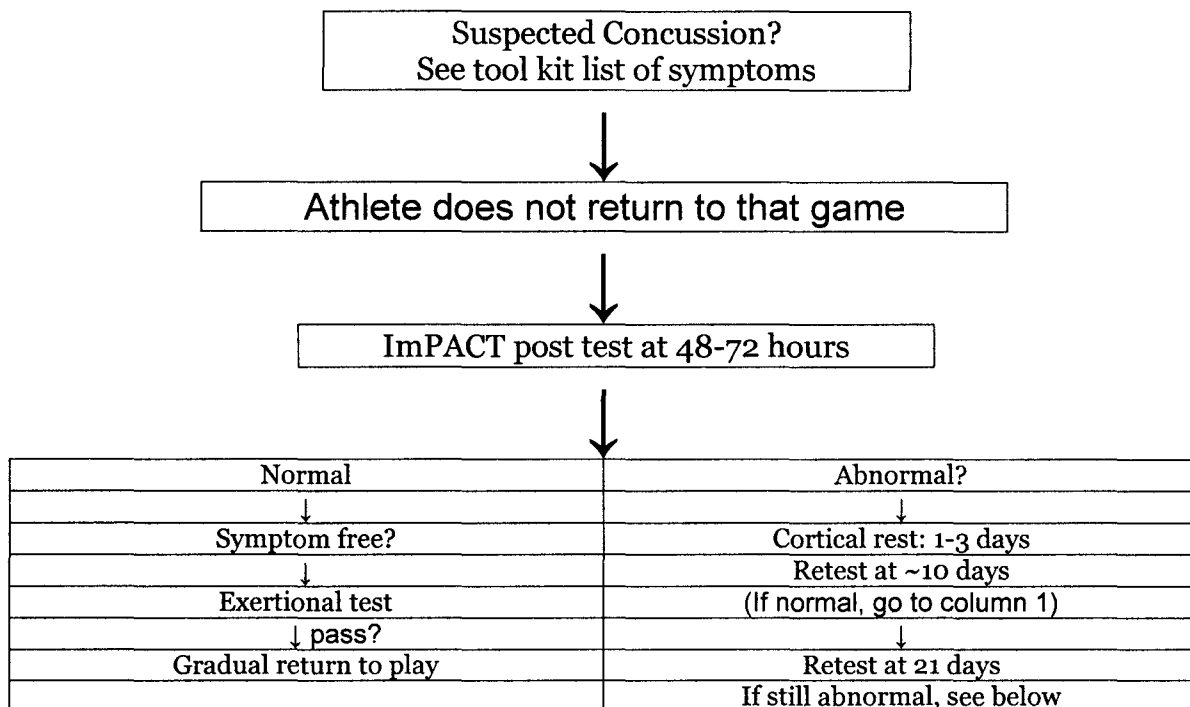 Suspected Concussion?
See tool kit list of symptoms
Athlete does not return to that game
ImPACT post test at 48-72 hours
Normal
Abnormal?
Symptom free?
Cortical rest: 1-3 days
Retest at ~10 days
Exertional test
(If normal, go to column 1)
↓ pass?
Gradual return to play
Retest at 21 days
If still abnormal, see below